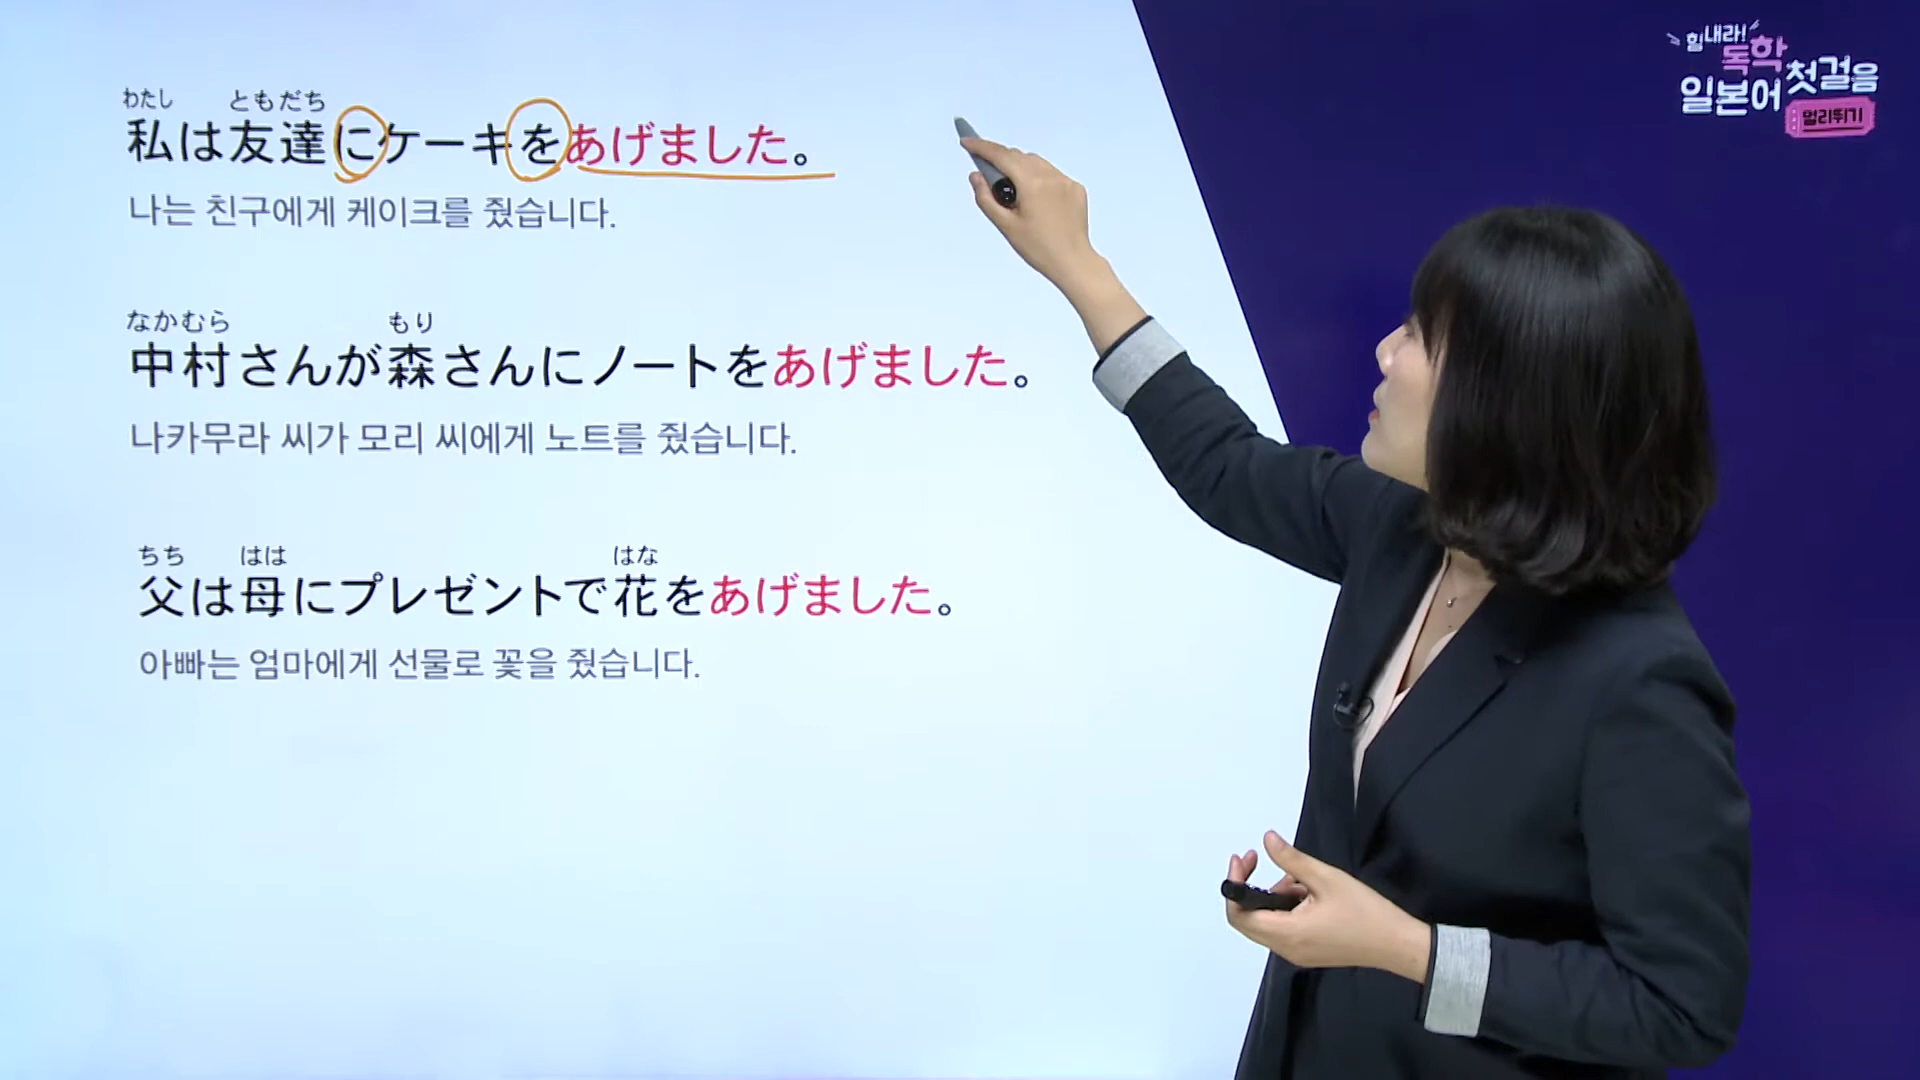 わたし ともだち
私は友達にケーキをあげました。
나는 친구에게 케이크를 줬습니다.
なかむら もり
中村さんが森さんにノートをあげました。
나카무라 씨가 모리 씨에게 노트를 줬습니다.
ちち はは はな
父は母にプレゼントで花をあげました。
아빠는 엄마에게 선물로 꽃을 줬습니다.
힘내라!
독학
일본어 첫걸음
멀리뛰기